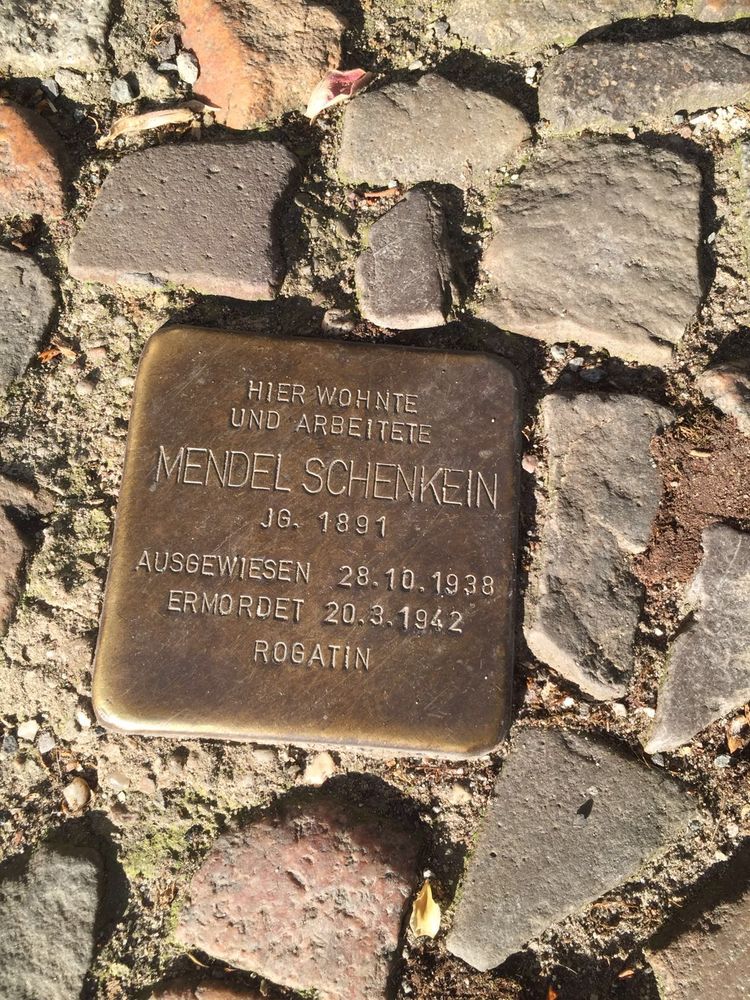 HIER WOHNTE
UND ARBEITETE
MENDEL SCHENKEIN
JG. 1891
AUSGEWIESEN 28.10.1938
ERMORDET 20.3.1942
ROGATIN